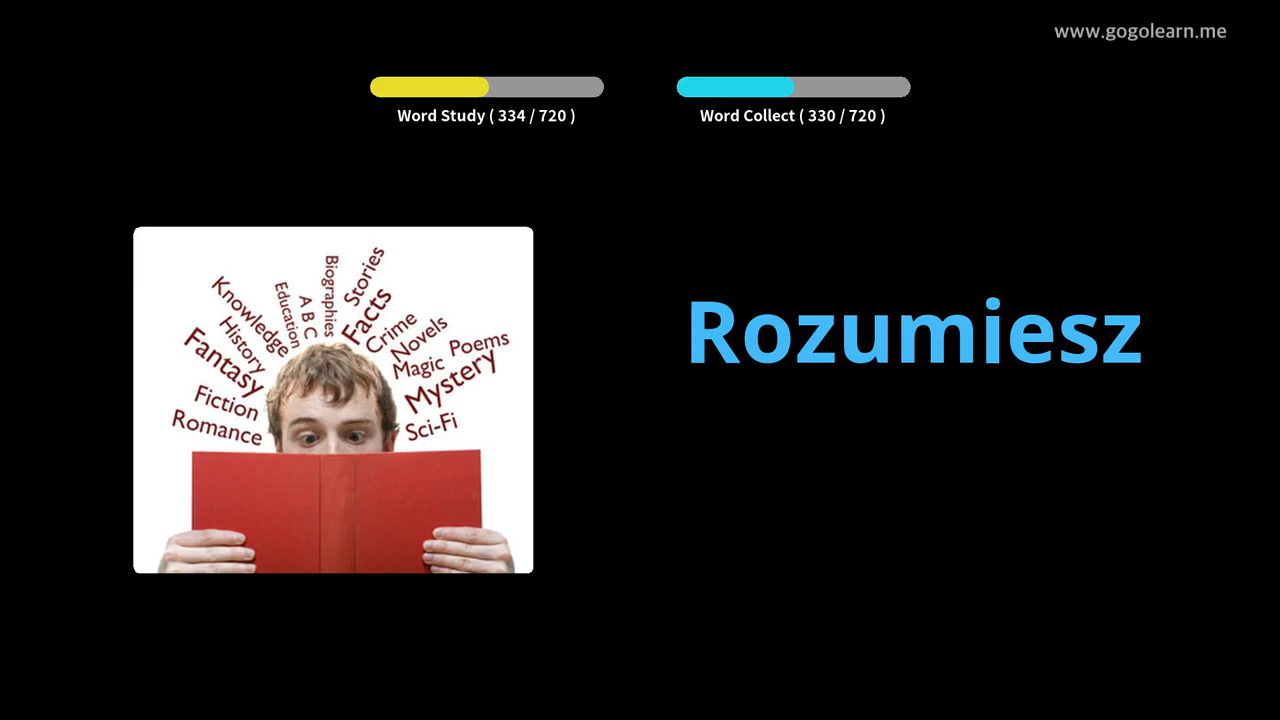 www.gogolearn.me
Word Study ( 334 / 720 )
Word Collect ( 330 / 720 )
Rozumiesz
Biographies
Stories
Education
A B C
Facts
Knowledge
Crime
History
Novels
Fantasy
Magic
Poems
Mystery
Fiction
Romance
Sci-Fi